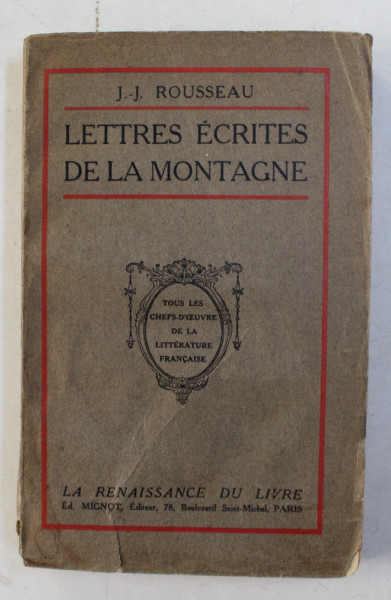 J.-J. ROUSSEAU
LETTRES ÉCRITES
DE LA MONTAGNE
TOUS LES
CHEFS-D'ŒUVRE
DE LA
LITTÉRATURE
FRANÇAISE
LA RENAISSANCE DU LIVRE
Éd. MIGNOT, Éditeur, 78, Boulevard Saint-Michel, PARIS